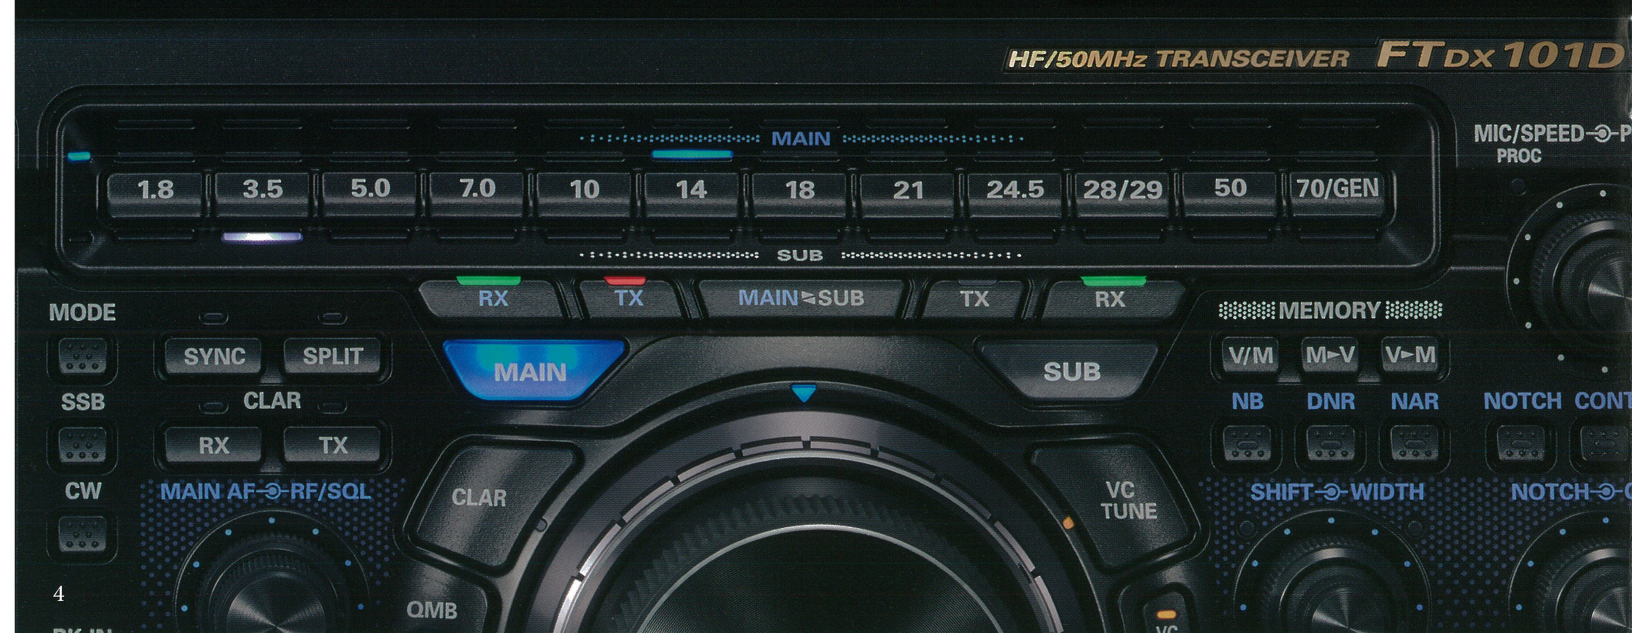 HF/50MHz TRANSCEIVER FTDX101D
MAIN
MIC/SPEED
PROC
1.8 3.5 5.0 7.0 10 14 18 21 24.5 28/29 50 70/GEN
SUB
RX TX MAIN SUB TX RX
MODE
MEMORY
SYNC SPLIT
MAIN
SUB
V/M M►V V►M
SSB
CLAR
NB DNR NAR NOTCH
RX TX
CW
MAIN AF RF/SQL
CLAR
VC
TUNE
SHIFT WIDTH
NOTCH
4
QMB
VC